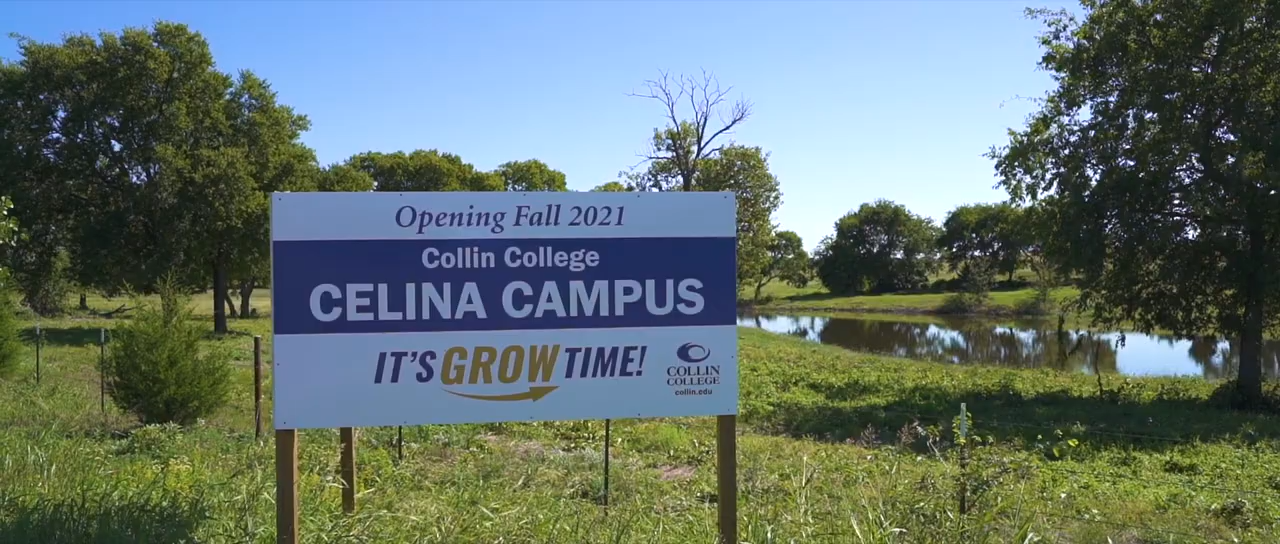 Opening Fall 2021
Collin College
CELINA CAMPUS
IT'S GROW TIME!
COLLIN
COLLEGE
collin.edu